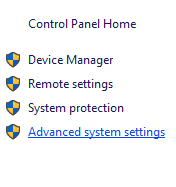 Control Panel Home
Device Manager
Remote settings
System protection
Advanced system settings